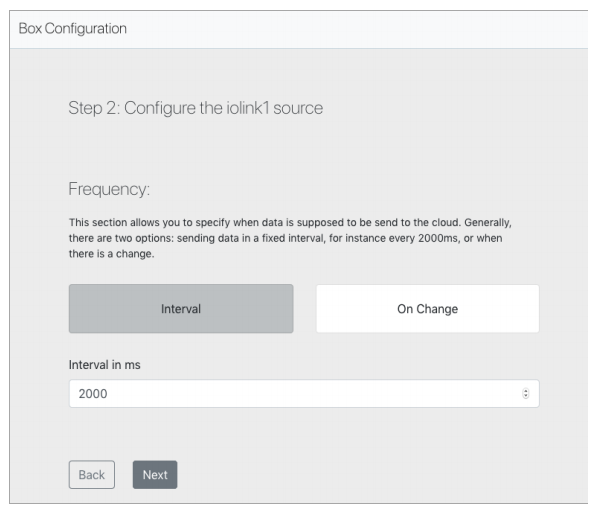 Box Configuration
Step 2: Configure the iolink1 source
Frequency:
This section allows you to specify when data is supposed to be send to the cloud. Generally,
there are two options: sending data in a fixed interval, for instance every 2000ms, or when
there is a change.
Interval
On Change
Interval in ms
2000
Back
Next